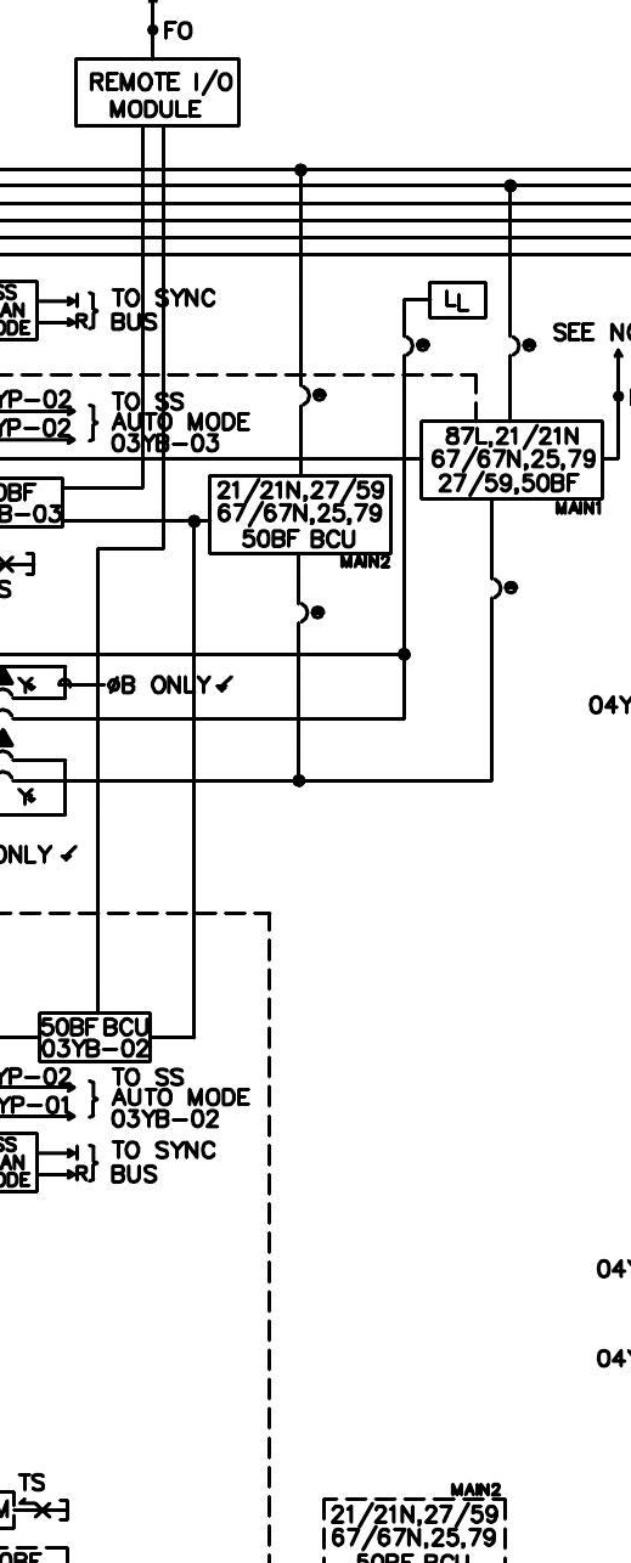 FO
REMOTE I/O
MODULE
TO SYNC
BUS
R
LL
SEE
YP-02
TO SS
YP-02
AUTO MODE
03YB-03
87L,21/21N
67/67N,25,79
27/59,50BF
MAIN1
21/21N,27/59
67/67N,25,79
50BF BCU
MAIN2
0BF
B-03
S
ØB ONLY
04Y
ONLY
50BF BCU
03YB-02
YP-02
TO SS
YP-01
AUTO MODE
03YB-02
SS
AN
ODE
TO SYNC
R
BUS
04Y
04Y
TS
M
MAIN2
21/21N,27/59
67/67N,25,79
50BF BCU